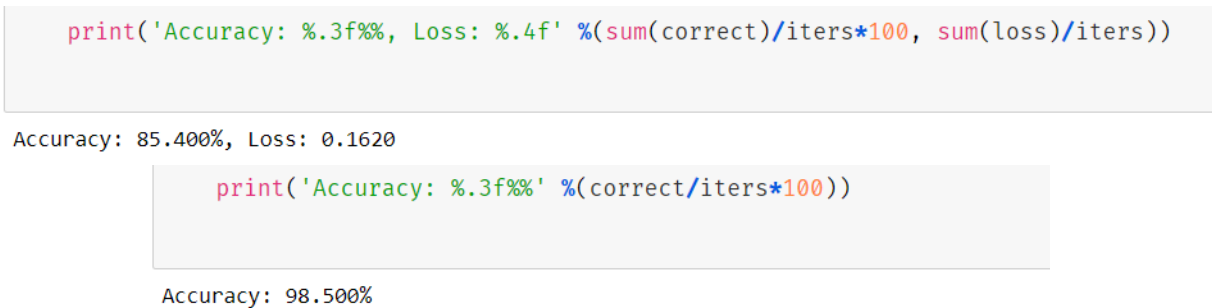 print('Accuracy: %.3f%%, Loss: %.4f' %(sum(correct)/iters*100, sum(loss)/iters))
Accuracy: 85.400%, Loss: 0.1620
print('Accuracy: %.3f%%' %(correct/iters*100))
Accuracy: 98.500%